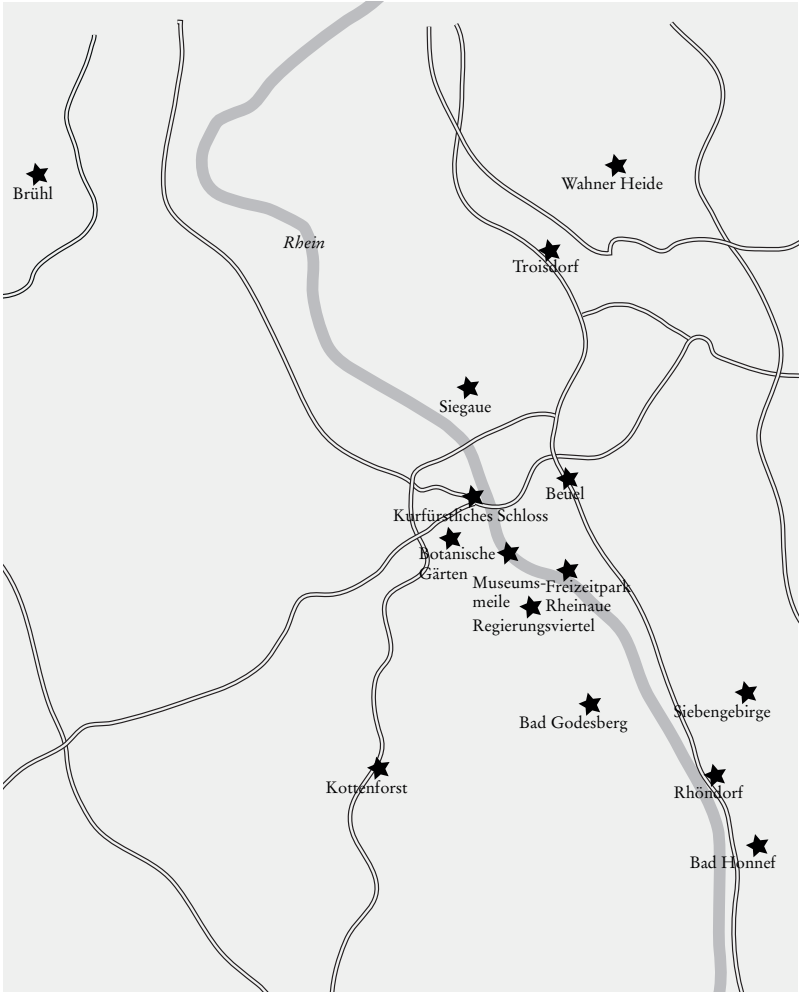 Wahner Heide
Brühl
Rhein
Troisdorf
Siegaue
Beuel
Kurfürstliches Schloss
Botanische
Gärten
Museums-
meile
Freizeitpark
Rheinaue
Regierungsviertel
Siebengebirge
Bad Godesberg
Kottenforst
Rhöndorf
Bad Honnef